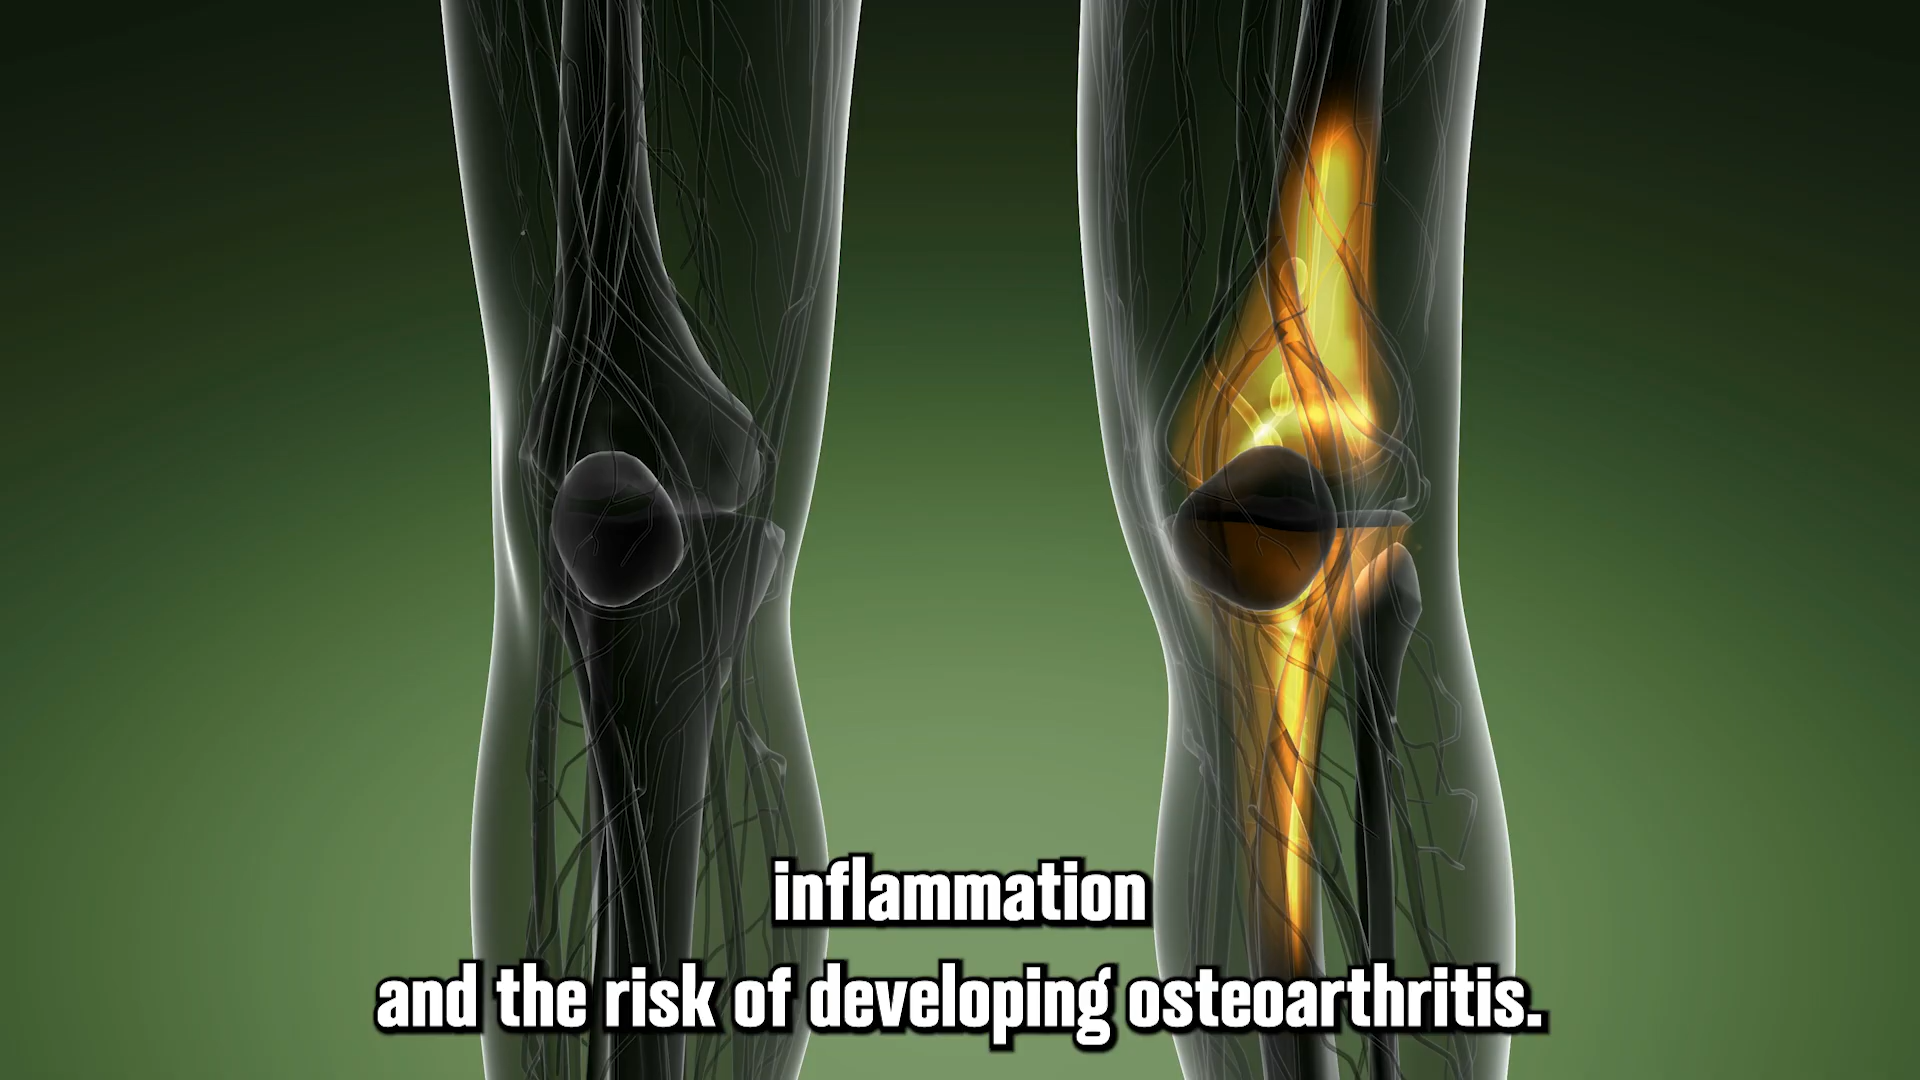 inflammation
and the risk of developing osteoarthritis.